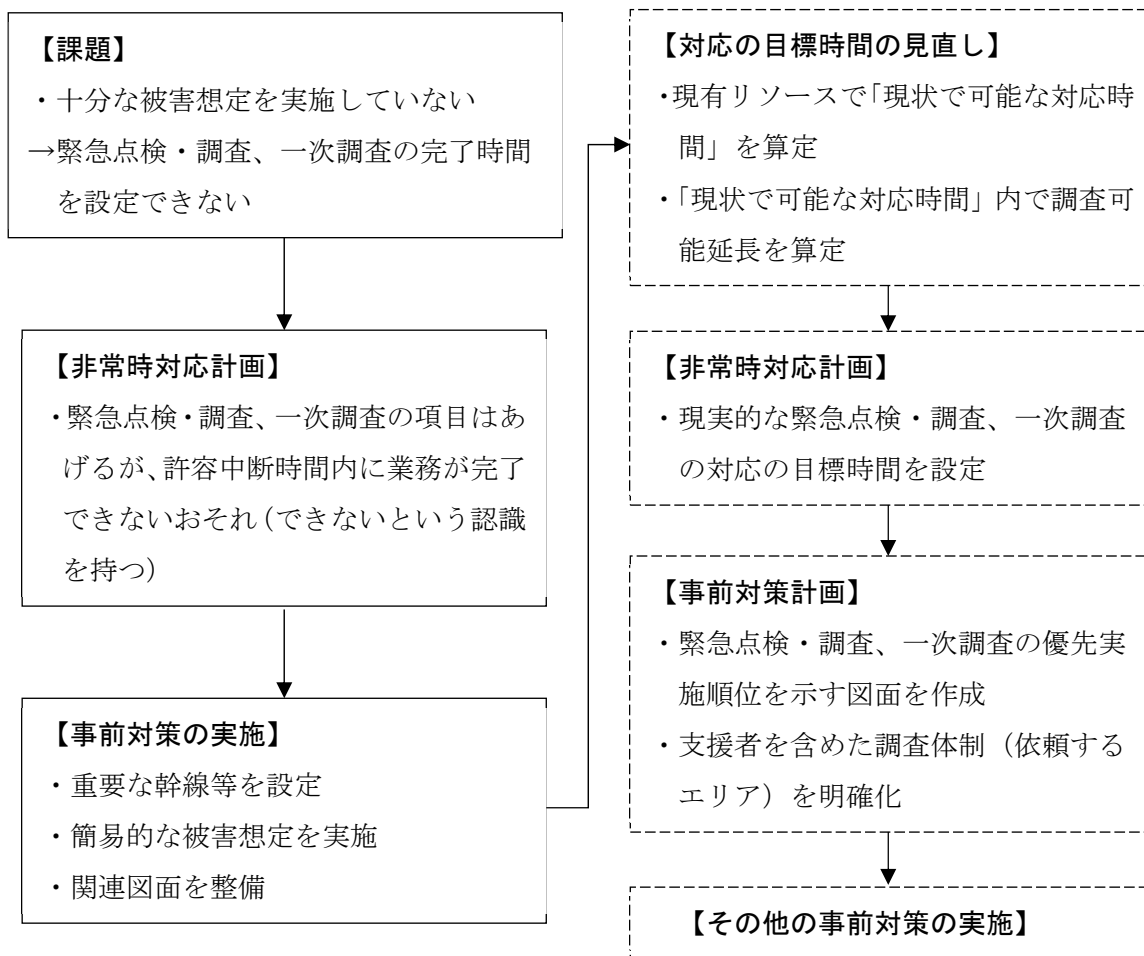 【課題】
・十分な被害想定を実施していない
→緊急点検・調査、一次調査の完了時間
を設定できない
【非常時対応計画】
・緊急点検・調査、一次調査の項目はあ
げるが、許容中断時間内に業務が完了
できないおそれ（できないという認識
を持つ）
【事前対策の実施】
・重要な幹線等を設定
・簡易的な被害想定を実施
・関連図面を整備
【対応の目標時間の見直し】
・現有リソースで「現状で可能な対応時
間」を算定
・「現状で可能な対応時間」内で調査可
能延長を算定
【非常時対応計画】
・現実的な緊急点検・調査、一次調査
の対応の目標時間を設定
【事前対策計画】
・緊急点検・調査、一次調査の優先実
施順位を示す図面を作成
・支援者を含めた調査体制（依頼する
エリア）を明確化
【その他の事前対策の実施】